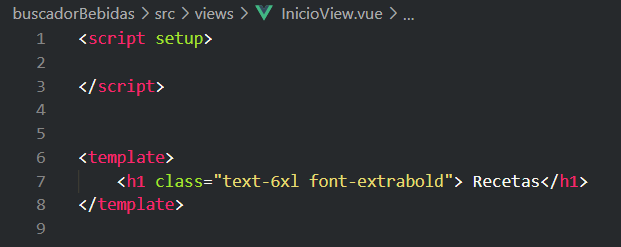 buscadorBebidas > src > views > InicioView.vue > ...
1 <script setup>
2
3 </script>
4
5
6 <template>
7 <h1 class="text-6xl font-extrabold"> Recetas</h1>
8 </template>
9